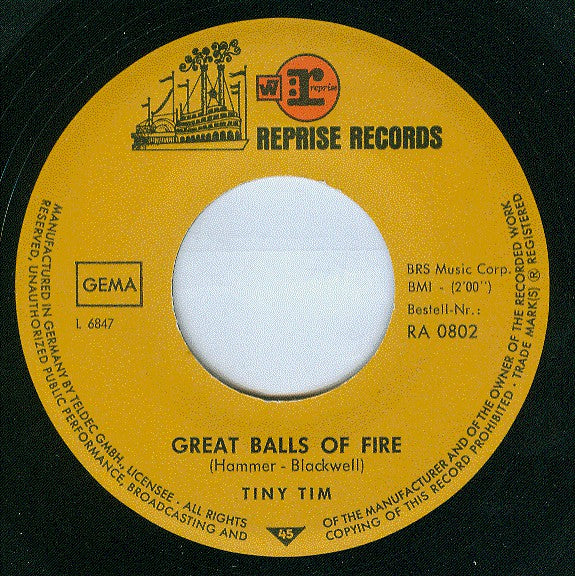 W B r reprise
REPRISE RECORDS
GEMA
L 6847
BRS Music Corp.
BMI - (2'00'')
Bestell-Nr.:
RA 0802
GREAT BALLS OF FIRE
(Hammer - Blackwell)
TINY TIM
45
MANUFACTURED IN GERMANY BY TELDEC GMBH., LICENSEE · ALL RIGHTS
RESERVED, UNAUTHORIZED PUBLIC PERFORMANCE, BROADCASTING AND
OF THE MANUFACTURER AND OF THE OWNER OF THE RECORDED WORK
COPYING OF THIS RECORD PROHIBITED · TRADE MARK(S) ® REGISTERED